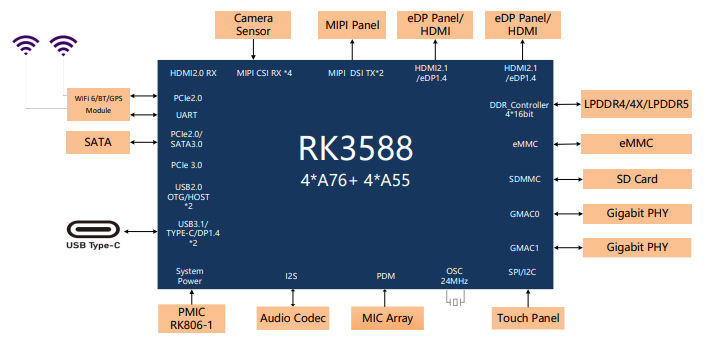 Camera
Sensor
MIPI Panel
eDP Panel/
HDMI
eDP Panel/
HDMI
HDMI2.0 RX
MIPI CSI RX *4
MIPI DSI TX*2
HDMI2.1
/eDP1.4
HDMI2.1
/eDP1.4
WiFi 6/BT/GPS
Module
PCIe2.0
UART
DDR_Controller
4*16bit
LPDDR4/4X/LPDDR5
SATA
PCIe2.0/
SATA3.0
RK3588
4*A76+ 4*A55
eMMC
eMMC
PCIe 3.0
SDMMC
SD Card
USB2.0
OTG/HOST
*2
GMAC0
Gigabit PHY
USB Type-C
USB3.1/
TYPE-C/DP1.4
*2
GMAC1
Gigabit PHY
System
Power
I2S
PDM
OSC
24MHz
SPI/I2C
PMIC
RK806-1
Audio Codec
MIC Array
Touch Panel